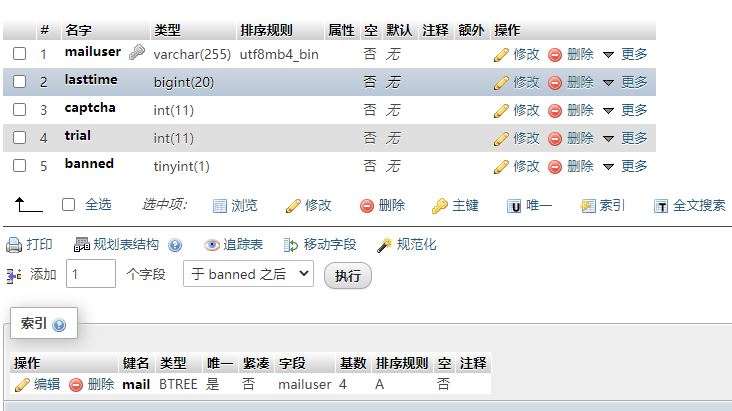 # 名字 类型 排序规则 属性 空 默认 注释 额外 操作
1 mailuser varchar(255) utf8mb4_bin 否 无 修改 删除 更多
2 lasttime bigint(20) 否 无 修改 删除 更多
3 captcha int(11) 否 无 修改 删除 更多
4 trial int(11) 否 无 修改 删除 更多
5 banned tinyint(1) 否 无 修改 删除 更多
全选 选中项: 浏览 修改 删除 主键 U 唯一 索引 T 全文搜索
打印 规划表结构 追踪表 移动字段 规范化
添加 1 个字段 于 banned 之后 执行
索引
操作 键名 类型 唯一 紧凑 字段 基数 排序规则 空 注释
编辑 删除 mail BTREE 是 否 mailuser 4 A 否